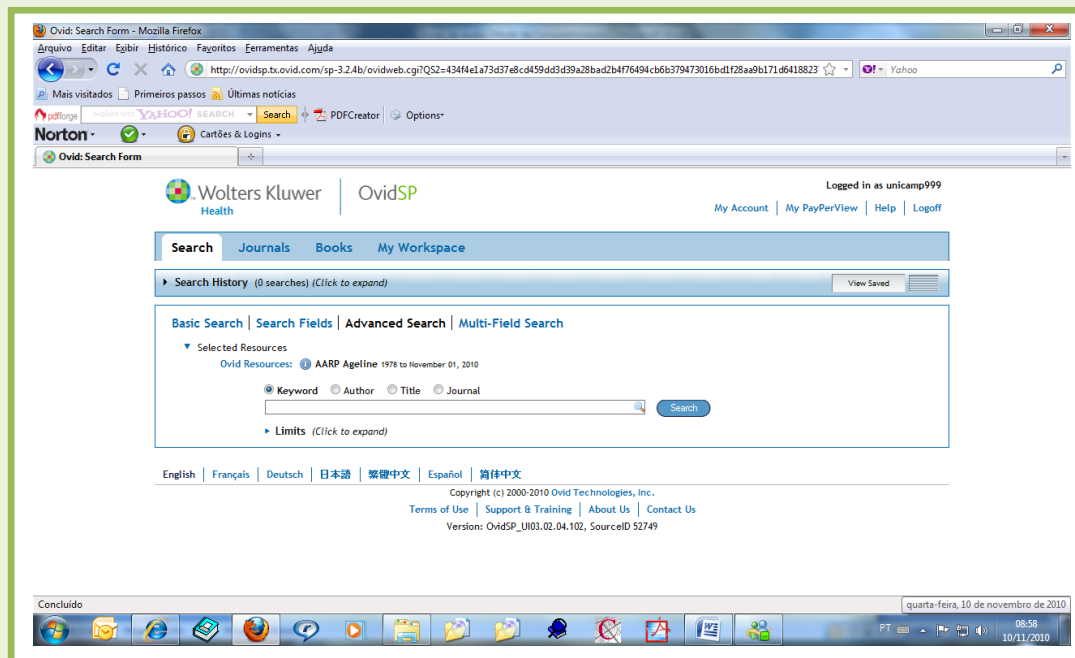 Ovid: Search Form - Mozilla Firefox
Arquivo Editar Exibir Histórico Favoritos Ferramentas Ajuda
http://ovidsp.tx.ovid.com/sp-3.2.4b/ovidweb.cgi?QS2=434f4e1a73d37e8cd459dd3d39a28bad2b4f76494cb6b379473016bd1f28aa9b171d6418823 Yahoo
Mais visitados Primeiros passos Últimas notícias
pdfforge YAHOO! SEARCH Search PDFCreator Options
Norton Cartões & Logins
Ovid: Search Form
Wolters Kluwer OvidSP
Health
Logged in as unicamp999
My Account | My PayPerView | Help | Logoff
Search Journals Books My Workspace
Search History (0 searches) (Click to expand) View Saved
Basic Search | Search Fields | Advanced Search | Multi-Field Search
Selected Resources
Ovid Resources: AARP Ageline 1978 to November 01, 2010
Keyword Author Title Journal
Search
Limits (Click to expand)
English | Français | Deutsch | 日本語 | 繁體中文 | Español | 简体中文
Copyright (c) 2000-2010 Ovid Technologies, Inc.
Terms of Use | Support & Training | About Us | Contact Us
Version: OvidSP_UI03.02.04.102, SourceID 52749
Concluído
quarta-feira, 10 de novembro de 2010
PT 08:58
10/11/2010